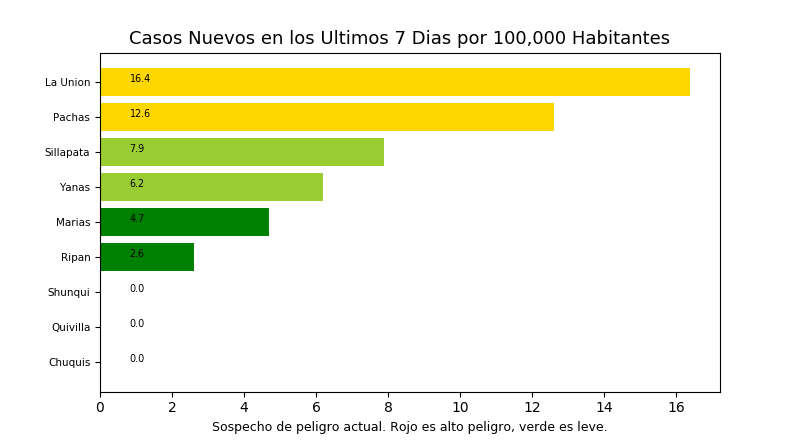 Casos Nuevos en los Ultimos 7 Dias por 100,000 Habitantes
La Union 16.4
Pachas 12.6
Sillapata 7.9
Yanas 6.2
Marias 4.7
Ripan 2.6
Shunqui 0.0
Quivilla 0.0
Chuquis 0.0
0 2 4 6 8 10 12 14 16
Sospecho de peligro actual. Rojo es alto peligro, verde es leve.